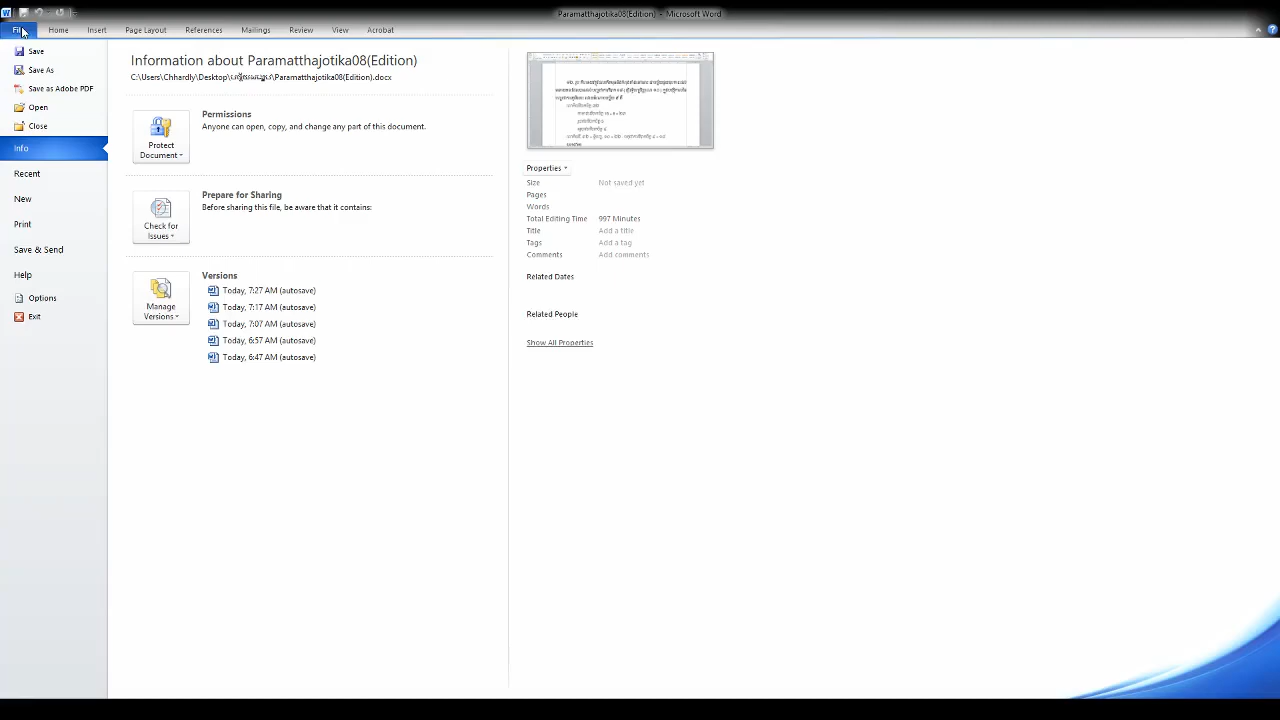 Paramatthajotika08(Edition) - Microsoft Word
File Home Insert Page Layout References Mailings Review View Acrobat
Save
Save As
Save as Adobe PDF
Open
Close
Info
Recent
New
Print
Save & Send
Help
Options
Exit
Information about Paramatthajotika08(Edition)
Permissions
Anyone can open, copy, and change any part of this document.
Protect
Document
Prepare for Sharing
Before sharing this file, be aware that it contains:
Check for
Issues
Versions
Today, 7:27 AM (autosave)
Today, 7:17 AM (autosave)
Today, 7:07 AM (autosave)
Today, 6:57 AM (autosave)
Today, 6:47 AM (autosave)
Manage
Versions
Properties
Size Not saved yet
Pages
Words
Total Editing Time 997 Minutes
Title Add a title
Tags Add a tag
Comments Add comments
Related Dates
Related People
Show All Properties